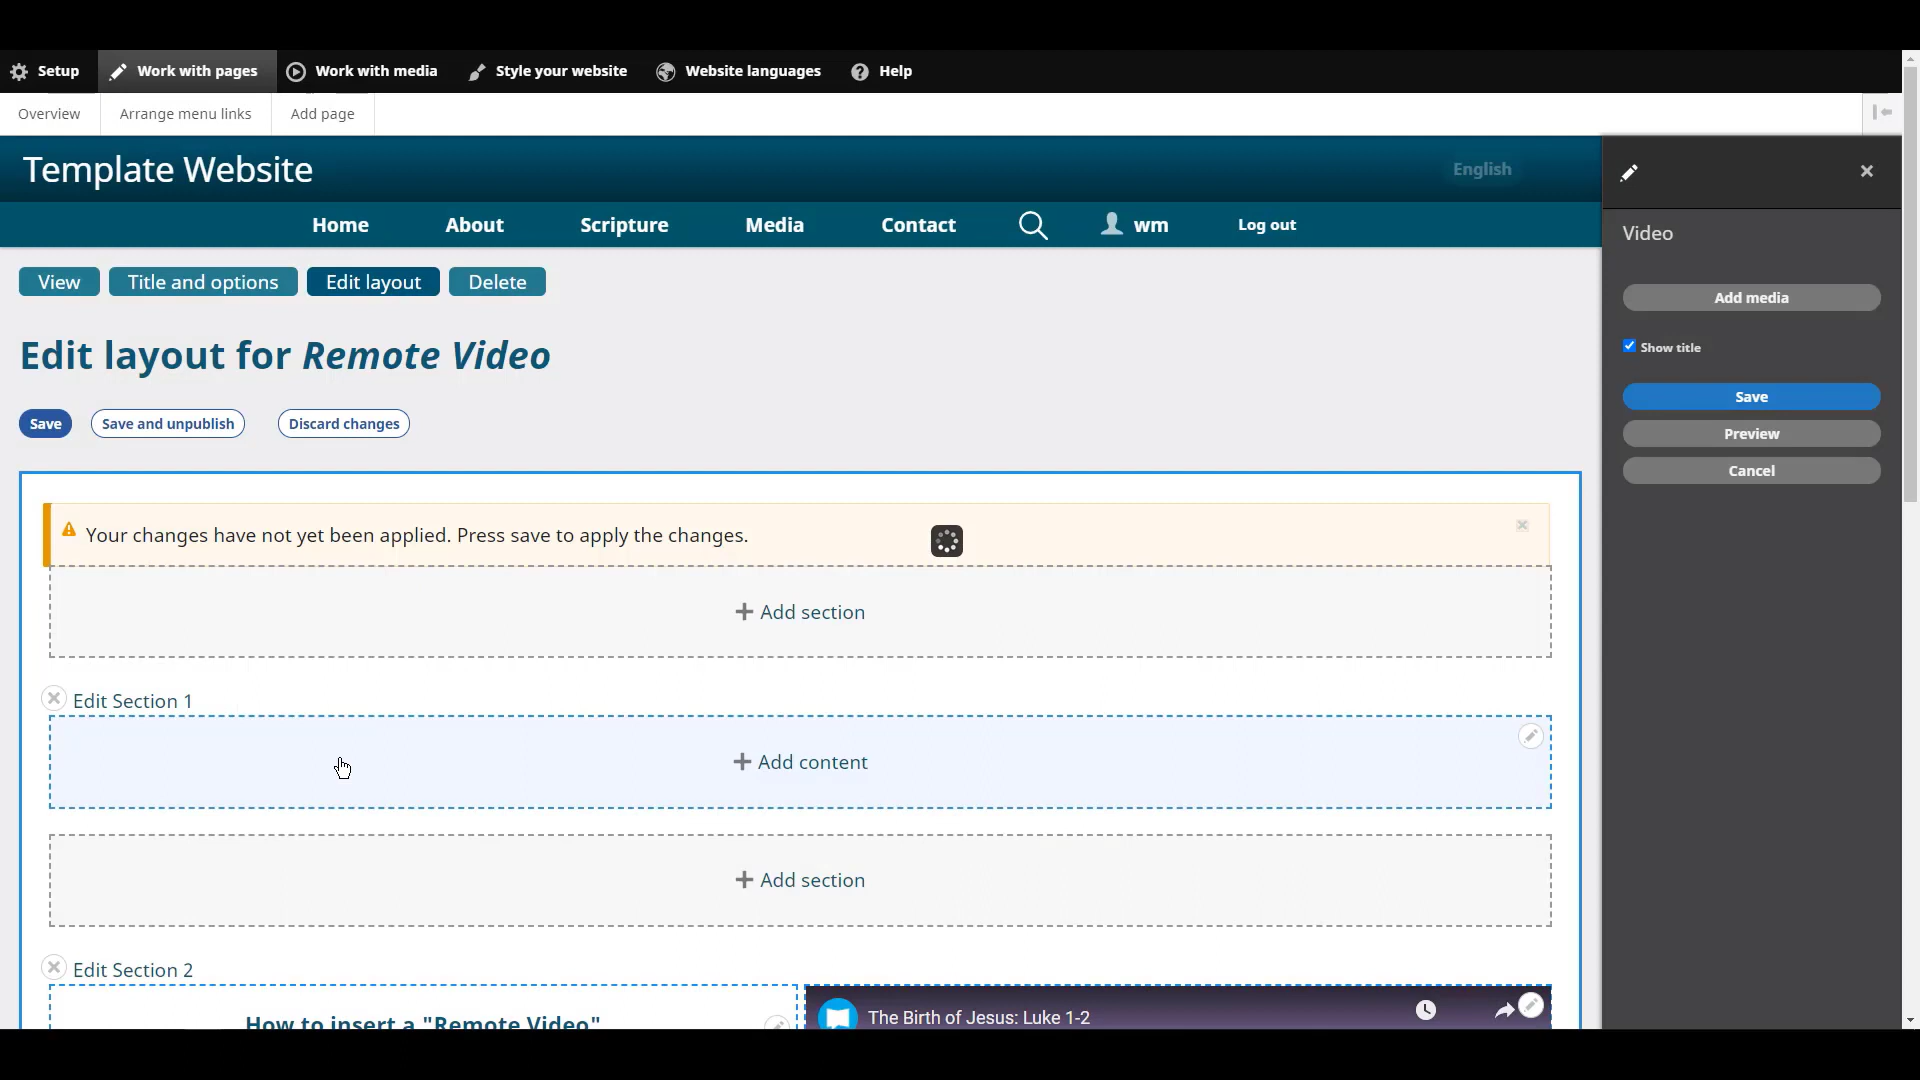 Setup
Work with pages
Work with media
Style your website
Website languages
Help
Overview
Arrange menu links
Add page
Template Website
English
Home
About
Scripture
Media
Contact
wm
Log out
View
Title and options
Edit layout
Delete
Edit layout for Remote Video
Save
Save and unpublish
Discard changes
Your changes have not yet been applied. Press save to apply the changes.
Add section
Edit Section 1
Add content
Add section
Edit Section 2
How to insert a "Remote Video"
The Birth of Jesus: Luke 1-2
Video
Add media
Show title
Save
Preview
Cancel